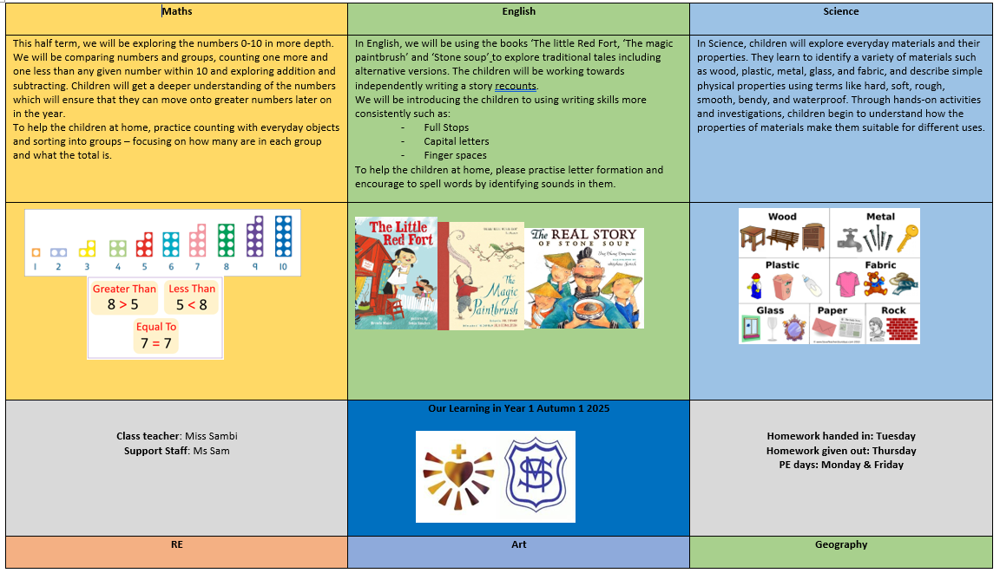 Maths
English
Science
This half term, we will be exploring the numbers 0-10 in more depth.
We will be comparing numbers and groups, counting one more and
one less than any given number within 10 and exploring addition and
subtracting. Children will get a deeper understanding of the numbers
which will ensure that they can move onto greater numbers later on
in the year.
To help the children at home, practice counting with everyday objects
and sorting into groups – focusing on how many are in each group
and what the total is.
In English, we will be using the books ‘The little Red Fort, ‘The magic
paintbrush’ and ‘Stone soup’ to explore traditional tales including
alternative versions. The children will be working towards
independently writing a story recounts.
We will be introducing the children to using writing skills more
consistently such as:
- Full Stops
- Capital letters
- Finger spaces
To help the children at home, please practise letter formation and
encourage to spell words by identifying sounds in them.
In Science, children will explore everyday materials and their
properties. They learn to identify a variety of materials such
as wood, plastic, metal, glass, and fabric, and describe simple
physical properties using terms like hard, soft, rough,
smooth, bendy, and waterproof. Through hands-on activities
and investigations, children begin to understand how the
properties of materials make them suitable for different uses.
1 2 3 4 5 6 7 8 9 10
Greater Than
8 > 5
Less Than
5 < 8
Equal To
7 = 7
The Little
Red Fort
The
Magic
Paintbrush
The REAL STORY
OF STONE SOUP
Wood
Metal
Plastic
Fabric
Glass
Paper
Rock
Class teacher: Miss Sambi
Support Staff: Ms Sam
Our Learning in Year 1 Autumn 1 2025
Homework handed in: Tuesday
Homework given out: Thursday
PE days: Monday & Friday
RE
Art
Geography